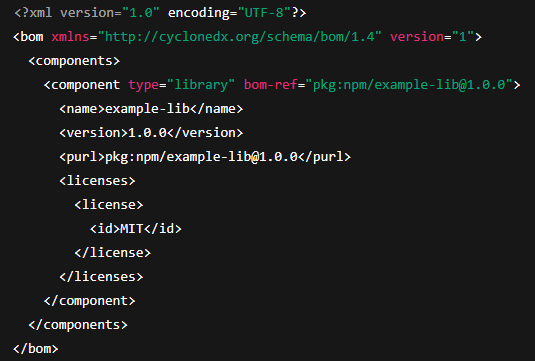 <?xml version="1.0" encoding="UTF-8"?>
<bom xmlns="http://cyclonedx.org/schema/bom/1.4" version="1">
  <components>
    <component type="library" bom-ref="pkg:npm/example-lib@1.0.0">
      <name>example-lib</name>
      <version>1.0.0</version>
      <purl>pkg:npm/example-lib@1.0.0</purl>
      <licenses>
        <license>
          <id>MIT</id>
        </license>
      </licenses>
    </component>
  </components>
</bom>